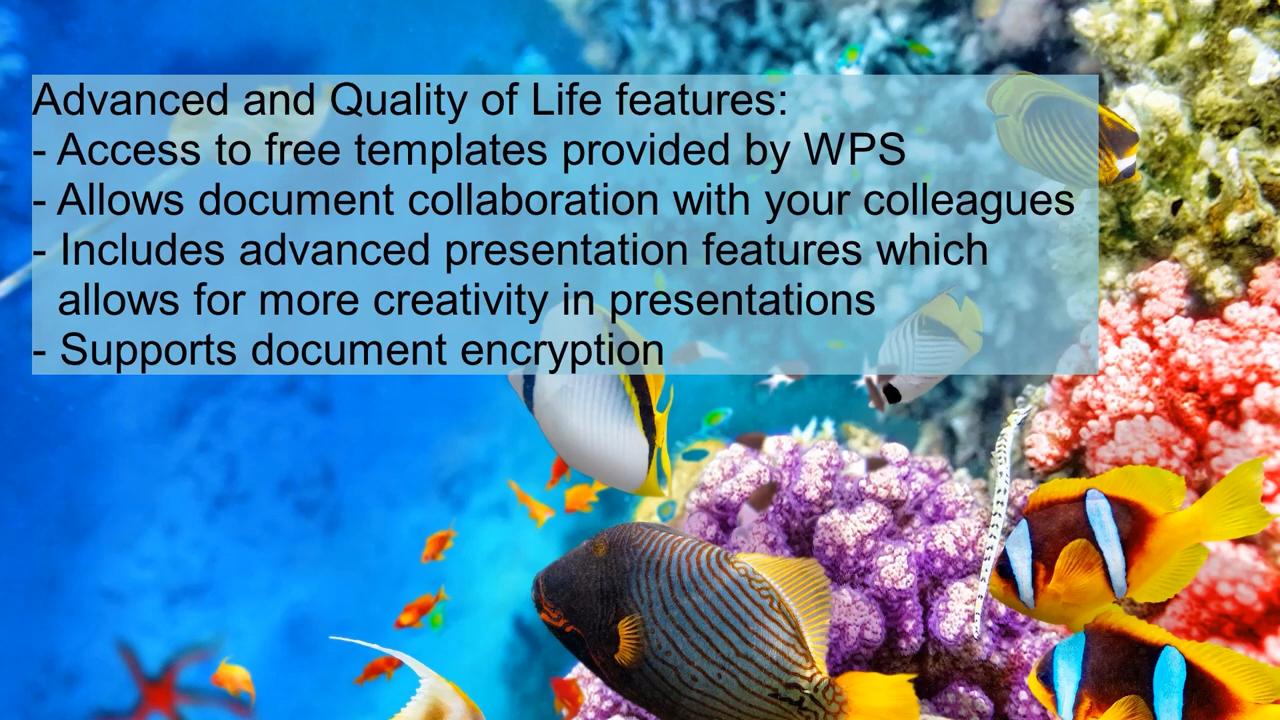 Advanced and Quality of Life features:
- Access to free templates provided by WPS
- Allows document collaboration with your colleagues
- Includes advanced presentation features which
allows for more creativity in presentations
- Supports document encryption